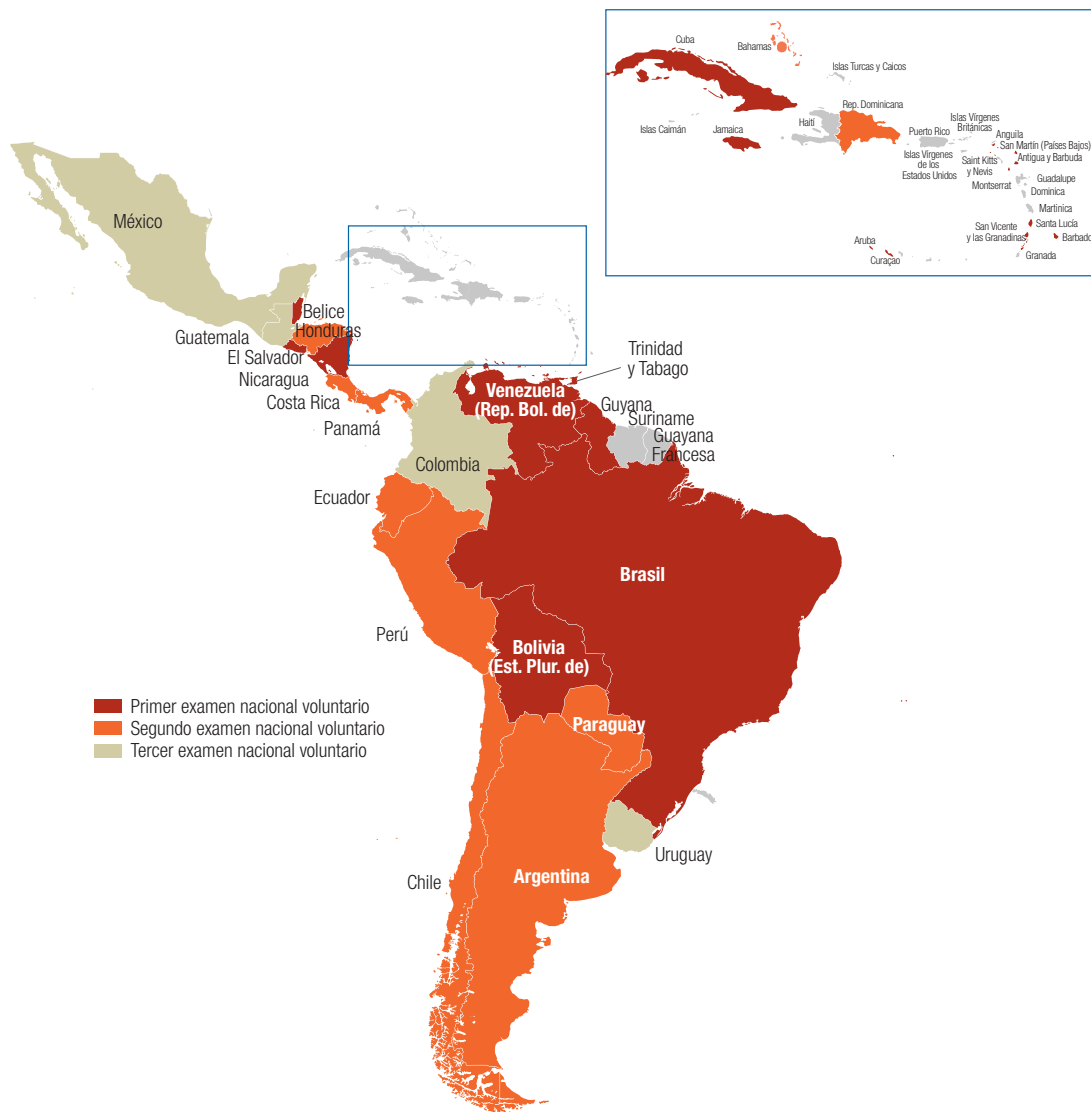 Cuba
Bahamas
Islas Turcas y Caicos
Islas Caimán
Jamaica
Haití
Rep. Dominicana
Puerto Rico
Islas Vírgenes
Británicas
Islas Vírgenes
de los
Estados Unidos
Anguila
San Martín (Países Bajos)
Saint Kitts
y Nevis
Antigua y Barbuda
Montserrat
Guadalupe
Dominica
Martinica
Santa Lucía
San Vicente
y las Granadinas
Barbados
Granada
Aruba
Curaçao
México
Belice
Honduras
Guatemala
El Salvador
Nicaragua
Costa Rica
Panamá
Trinidad
y Tabago
Venezuela
(Rep. Bol. de)
Guyana
Suriname
Guayana
Francesa
Colombia
Ecuador
Brasil
Perú
Bolivia
(Est. Plur. de)
Primer examen nacional voluntario
Segundo examen nacional voluntario
Tercer examen nacional voluntario
Paraguay
Uruguay
Chile
Argentina